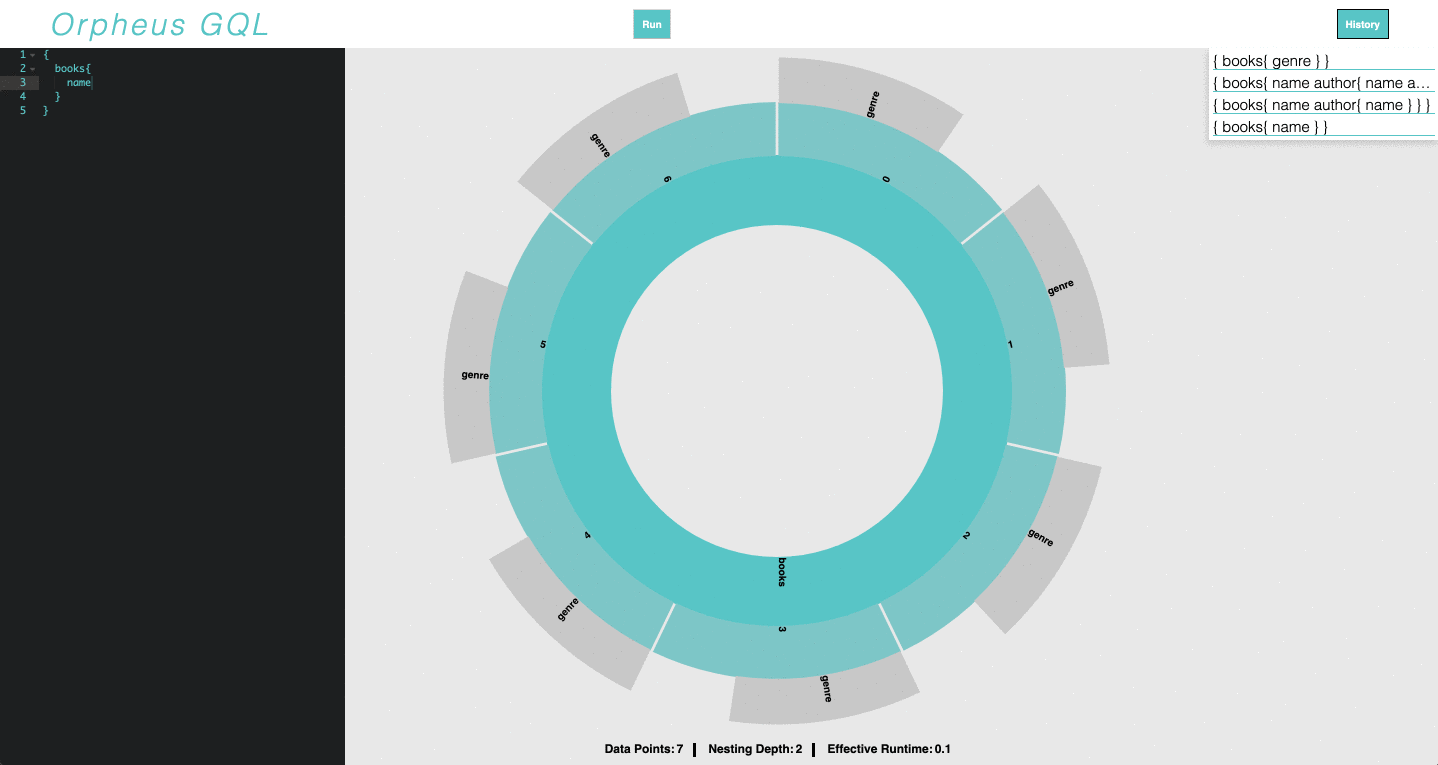 Orpheus GQL
Run
History
1 {
2 books{
3 name
4 }
5 }
{ books{ genre } }
{ books{ name author{ name a...
{ books{ name author{ name } } }
{ books{ name } }
genre
genre
6
0
genre
genre
5
1
genre
4
2
genre
books
genre
3
genre
Data Points: 7 | Nesting Depth: 2 | Effective Runtime: 0.1